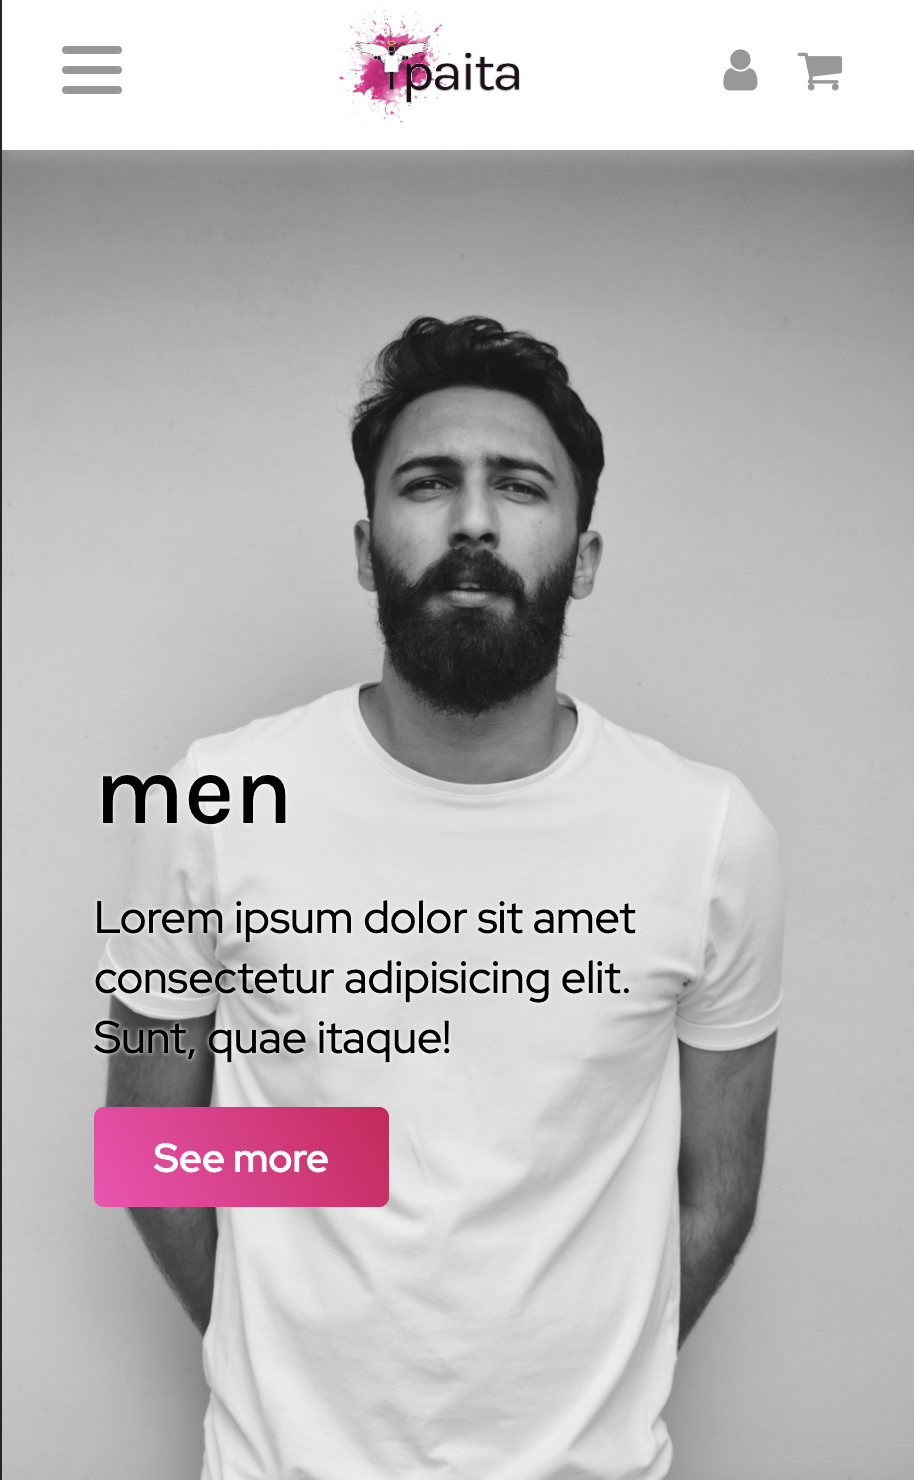 paita
men
Lorem ipsum dolor sit amet
consectetur adipisicing elit.
Sunt, quae itaque!
See more